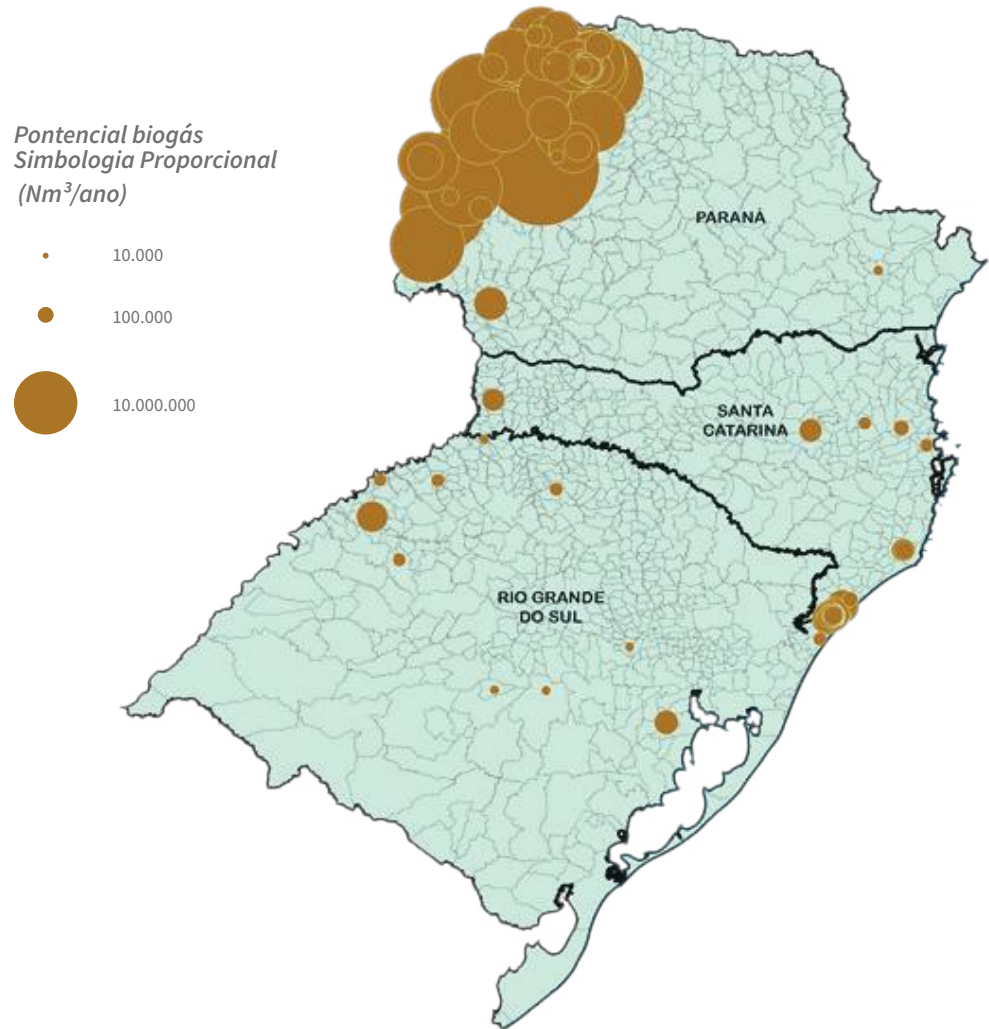 Pontencial biogás
Simbologia Proporcional
(Nm³/ano)
10.000
100.000
10.000.000
PARANÁ
SANTA
CATARINA
RIO GRANDE
DO SUL